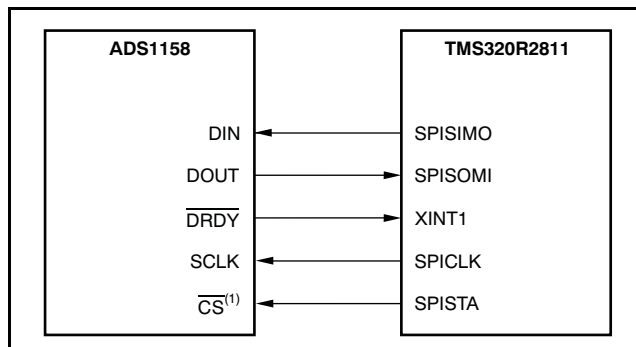 ADS1158 TMS320R2811
DIN SPISIMO
DOUT SPISOMI
DRDY XINT1
SCLK SPICLK
CS(1) SPISTA